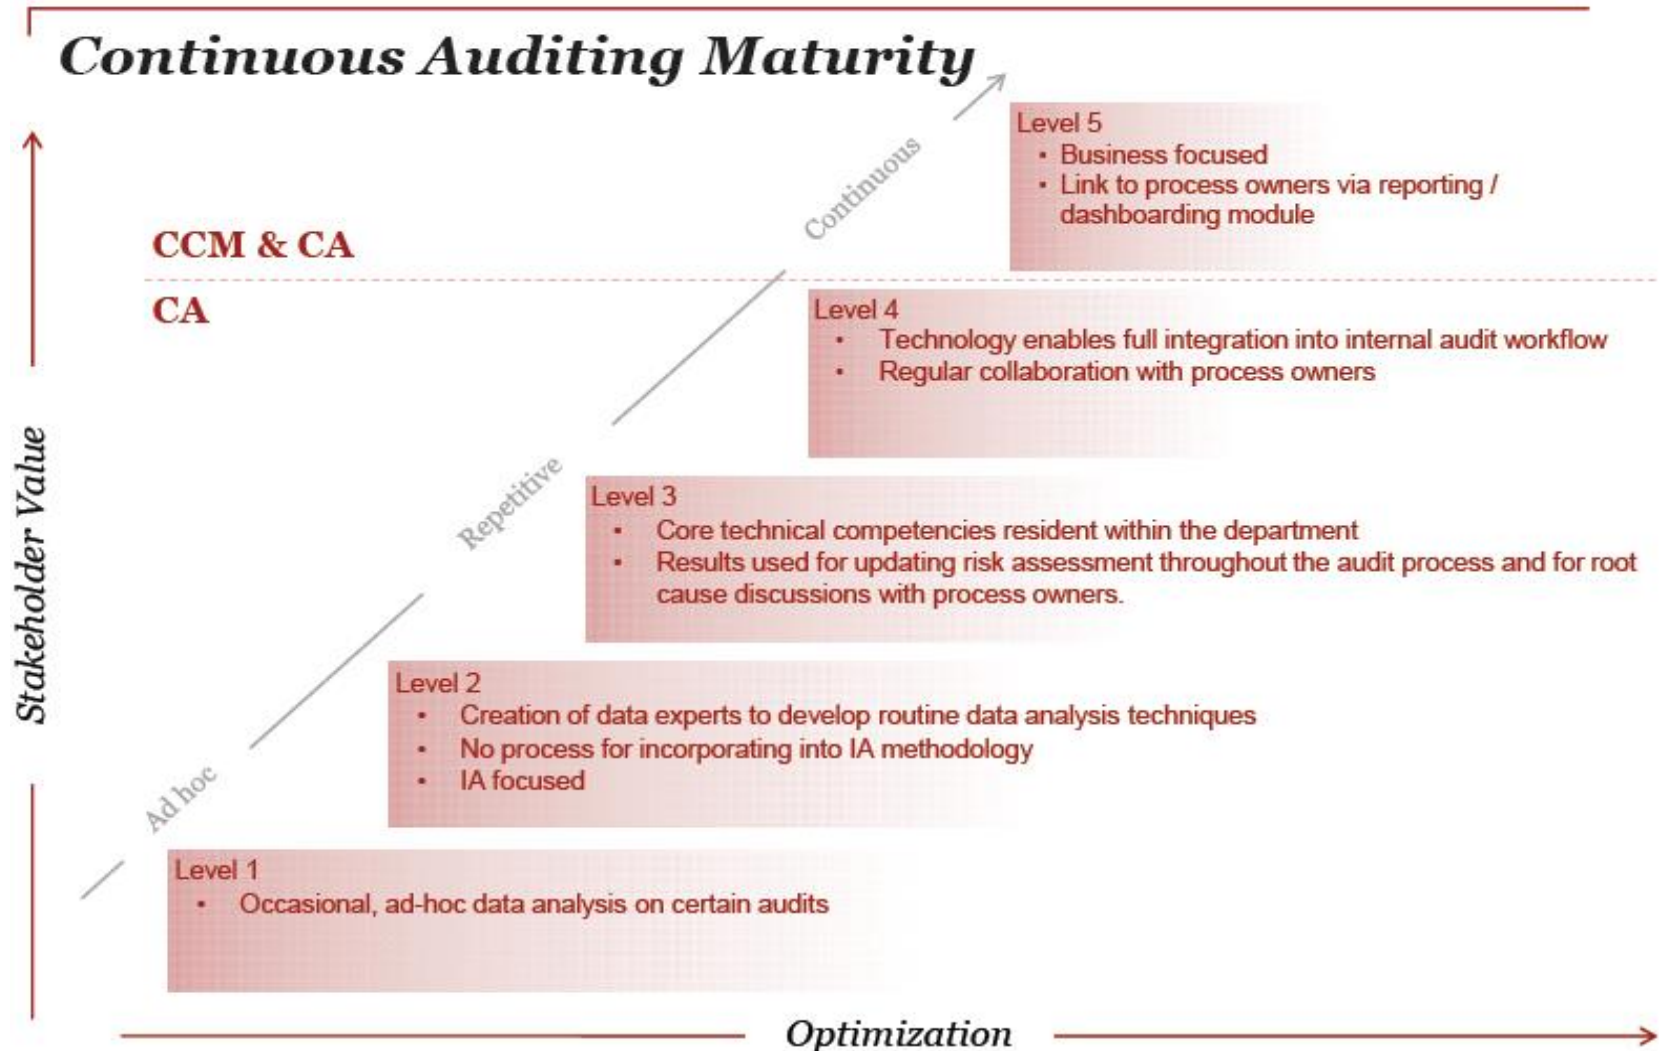 Continuous Auditing Maturity
Level 5
• Business focused
• Link to process owners via reporting /
dashboarding module
Continuous
CCM & CA
CA
Level 4
• Technology enables full integration into internal audit workflow
• Regular collaboration with process owners
Repetitive
Level 3
• Core technical competencies resident within the department
• Results used for updating risk assessment throughout the audit process and for root
cause discussions with process owners.
Stakeholder Value
Level 2
• Creation of data experts to develop routine data analysis techniques
• No process for incorporating into IA methodology
• IA focused
Ad hoc
Level 1
• Occasional, ad-hoc data analysis on certain audits
Optimization